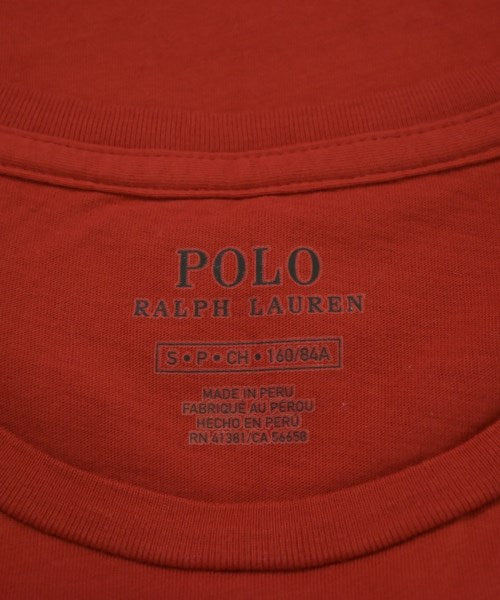 POLO
RALPH LAUREN
S • P • CH • 160/84A
MADE IN PERU
FABRIQUÉ AU PÉROU
HECHO EN PERÚ
RN 41381/CA 56658